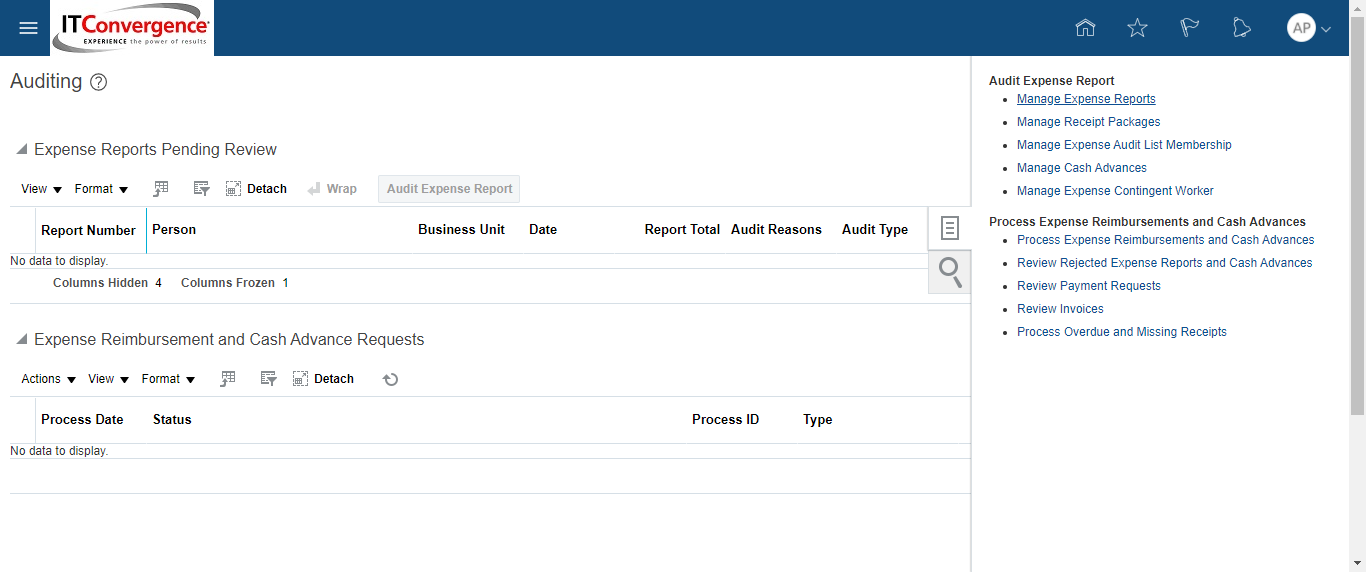 ITConvergence
EXPERIENCE the power of results
AP
Auditing ?
Expense Reports Pending Review
View Format Detach Wrap Audit Expense Report
Report Number Person Business Unit Date Report Total Audit Reasons Audit Type
No data to display.
Columns Hidden 4 Columns Frozen 1
Expense Reimbursement and Cash Advance Requests
Actions View Format Detach
Process Date Status Process ID Type
No data to display.
Audit Expense Report
Manage Expense Reports
Manage Receipt Packages
Manage Expense Audit List Membership
Manage Cash Advances
Manage Expense Contingent Worker
Process Expense Reimbursements and Cash Advances
Process Expense Reimbursements and Cash Advances
Review Rejected Expense Reports and Cash Advances
Review Payment Requests
Review Invoices
Process Overdue and Missing Receipts